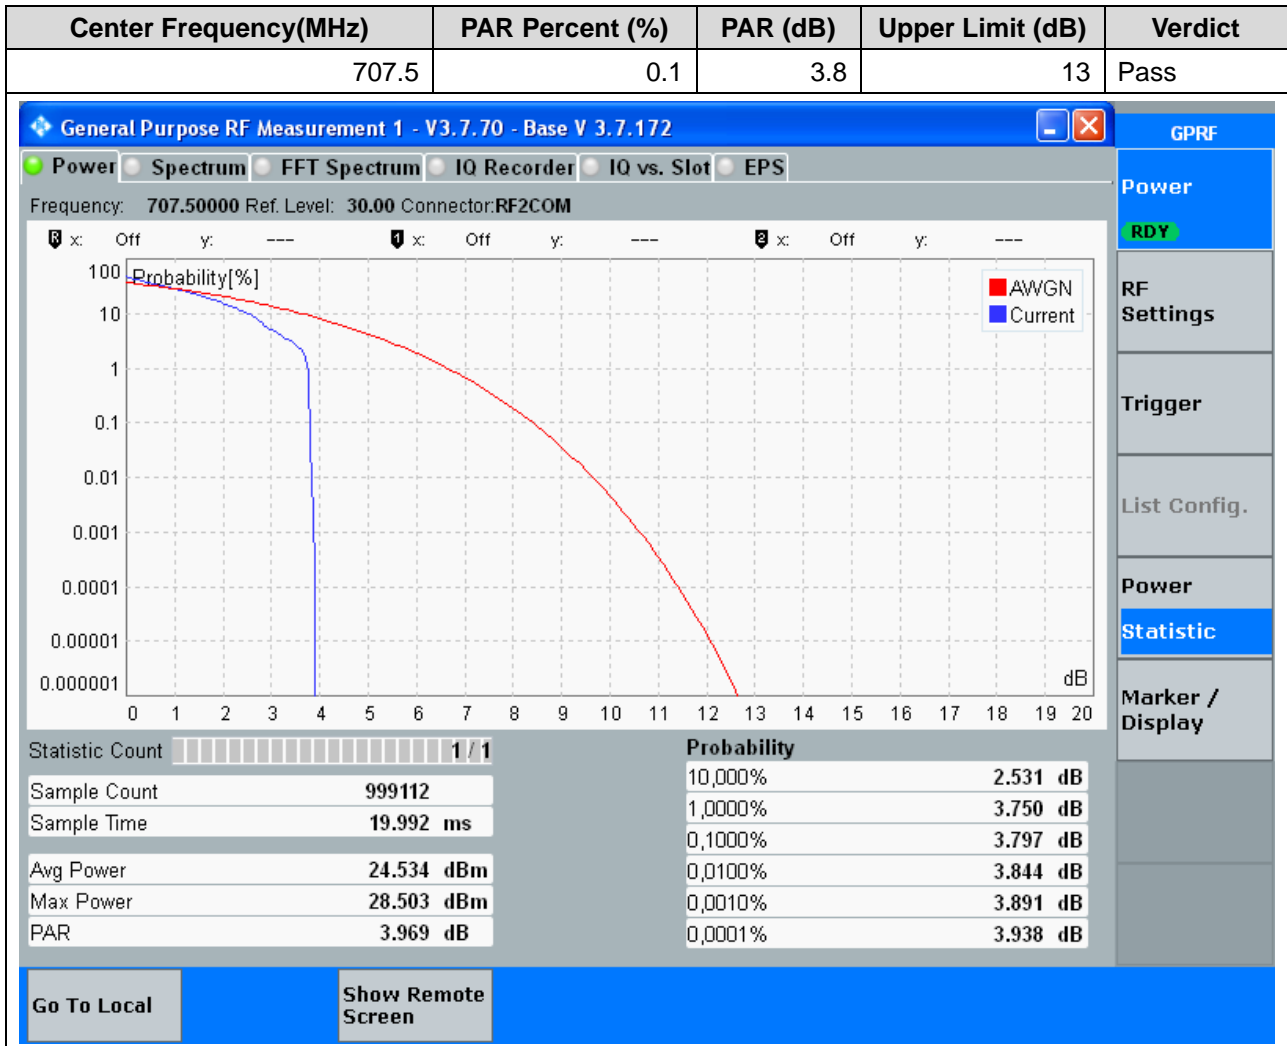 Center Frequency(MHz) PAR Percent (%) PAR (dB) Upper Limit (dB) Verdict
707.5 0.1 3.8 13 Pass
General Purpose RF Measurement 1 - V3.7.70 - Base V 3.7.172
GPRF
Power Spectrum FFT Spectrum IQ Recorder IQ vs. Slot EPS
Power
RDY
Frequency: 707.50000 Ref. Level: 30.00 Connector:RF2COM
R x: Off y: --- 1 x: Off y: --- 2 x: Off y: ---
Probability[%]
AWGN
Current
100
10
1
0.1
0.01
0.001
0.0001
0.00001
0.000001
dB
0 1 2 3 4 5 6 7 8 9 10 11 12 13 14 15 16 17 18 19 20
RF
Settings
Trigger
List Config.
Power
Statistic
Marker /
Display
Statistic Count 1 / 1
Sample Count 999112
Sample Time 19.992 ms
Avg Power 24.534 dBm
Max Power 28.503 dBm
PAR 3.969 dB
Probability
10,000% 2.531 dB
1,0000% 3.750 dB
0,1000% 3.797 dB
0,0100% 3.844 dB
0,0010% 3.891 dB
0,0001% 3.938 dB
Go To Local
Show Remote
Screen